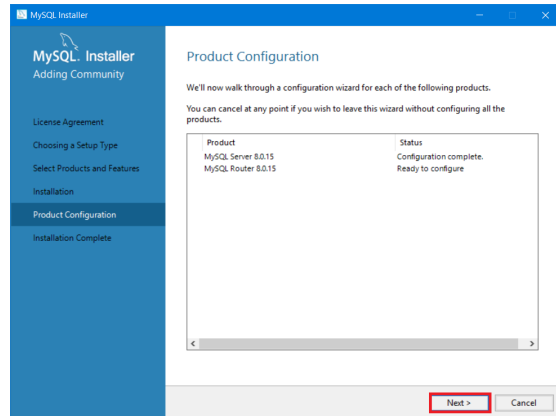 MySQL Installer
MySQL. Installer
Adding Community
License Agreement
Choosing a Setup Type
Select Products and Features
Installation
Product Configuration
Installation Complete
Product Configuration
We'll now walk through a configuration wizard for each of the following products.
You can cancel at any point if you wish to leave this wizard without configuring all the
products.
Product Status
MySQL Server 8.0.15 Configuration complete.
MySQL Router 8.0.15 Ready to configure
Next > Cancel